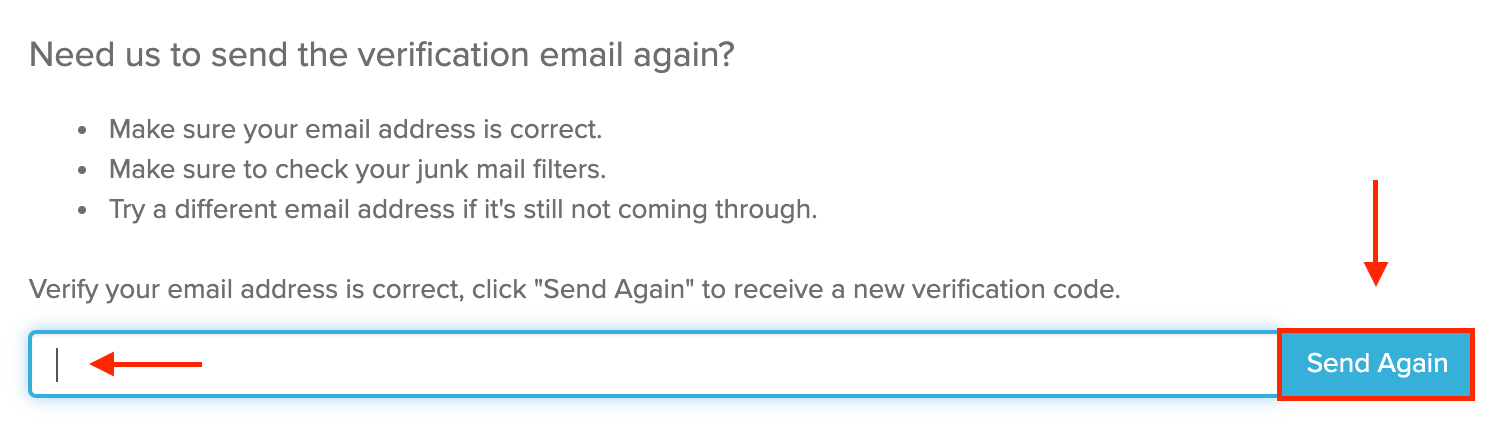 Need us to send the verification email again?
• Make sure your email address is correct.
• Make sure to check your junk mail filters.
• Try a different email address if it's still not coming through.
Verify your email address is correct, click "Send Again" to receive a new verification code.
Send Again